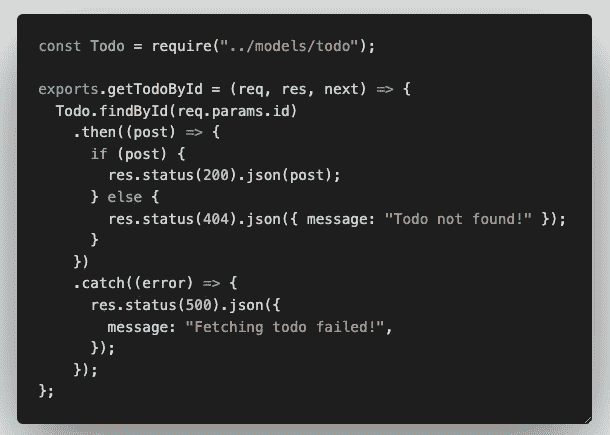 const Todo = require("../models/todo");
exports.getTodoById = (req, res, next) => {
  Todo.findById(req.params.id)
    .then((post) => {
      if (post) {
        res.status(200).json(post);
      } else {
        res.status(404).json({ message: "Todo not found!" });
      }
    })
    .catch((error) => {
      res.status(500).json({
        message: "Fetching todo failed!",
      });
    });
};